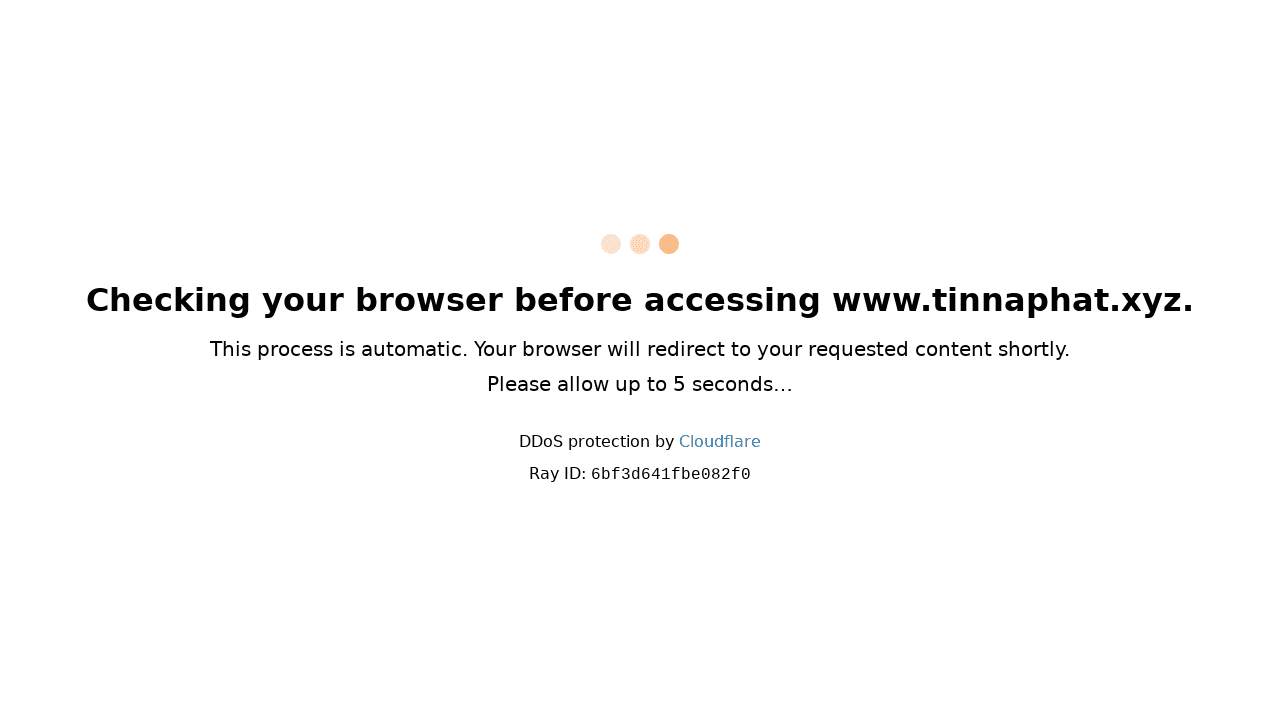 Checking your browser before accessing www.tinnaphat.xyz.
This process is automatic. Your browser will redirect to your requested content shortly.
Please allow up to 5 seconds…
DDoS protection by Cloudflare
Ray ID: 6bf3d641fbe082f0